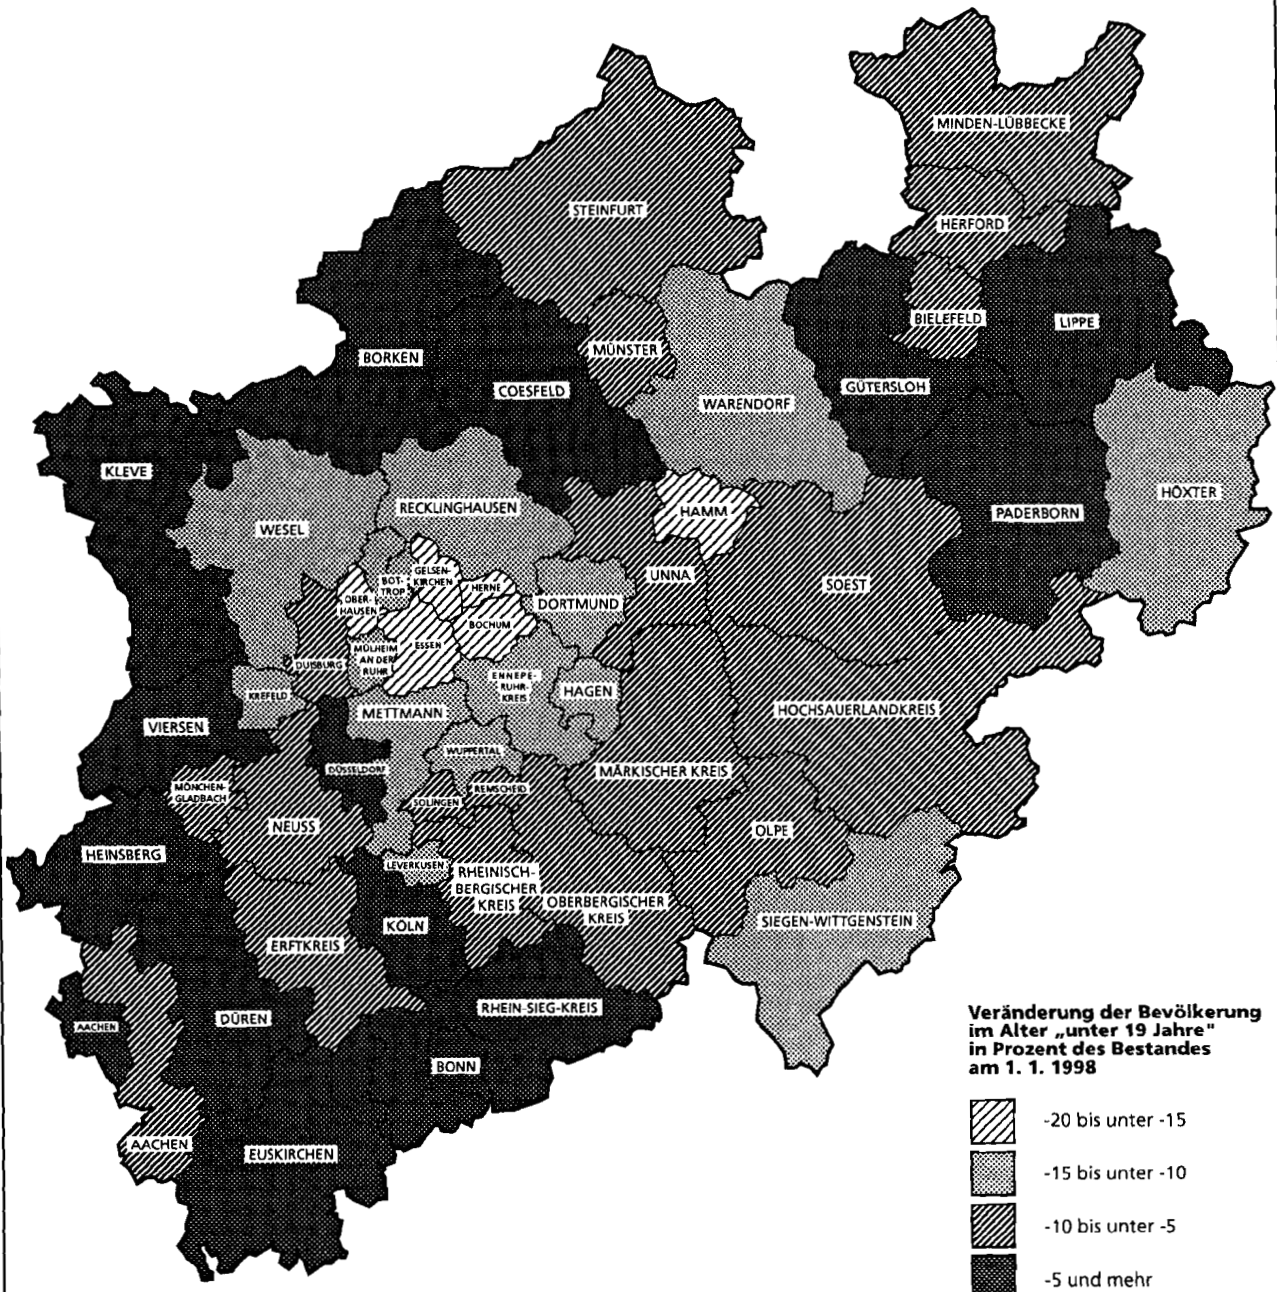 MINDEN-LÜBBECKE
STEINFURT
HERFORD
BIELEFELD
LIPPE
MÜNSTER
BORKEN
COESFELD
GÜTERSLOH
WARENDORF
KLEVE
HÖXTER
RECKLINGHAUSEN
HAMM
PADERBORN
WESEL
GELSEN-
KIRCHEN
BOT-
TROP
UNNA
SOEST
HERNE
OBER-
HAUSEN
DORTMUND
BOCHUM
ESSEN
MÜLHEIM
AN DER
RUHR
DUISBURG
ENNEPE-
RUHR-
KREIS
HAGEN
KREFELD
METTMANN
HOCHSAUERLANDKREIS
VIERSEN
WUPPERTAL
DÜSSELDORF
MÄRKISCHER KREIS
MÖNCHEN-
GLADBACH
REMSCHEID
SOLINGEN
NEUSS
OLPE
HEINSBERG
LEVERKUSEN
RHEINISCH-
BERGISCHER
KREIS
OBERBERGISCHER
KREIS
KÖLN
SIEGEN-WITTGENSTEIN
ERFTKREIS
RHEIN-SIEG-KREIS
DÜREN
AACHEN
BONN
AACHEN
EUSKIRCHEN
Veränderung der Bevölkerung
im Alter „unter 19 Jahre"
in Prozent des Bestandes
am 1. 1. 1998
-20 bis unter -15
-15 bis unter -10
-10 bis unter -5
-5 und mehr